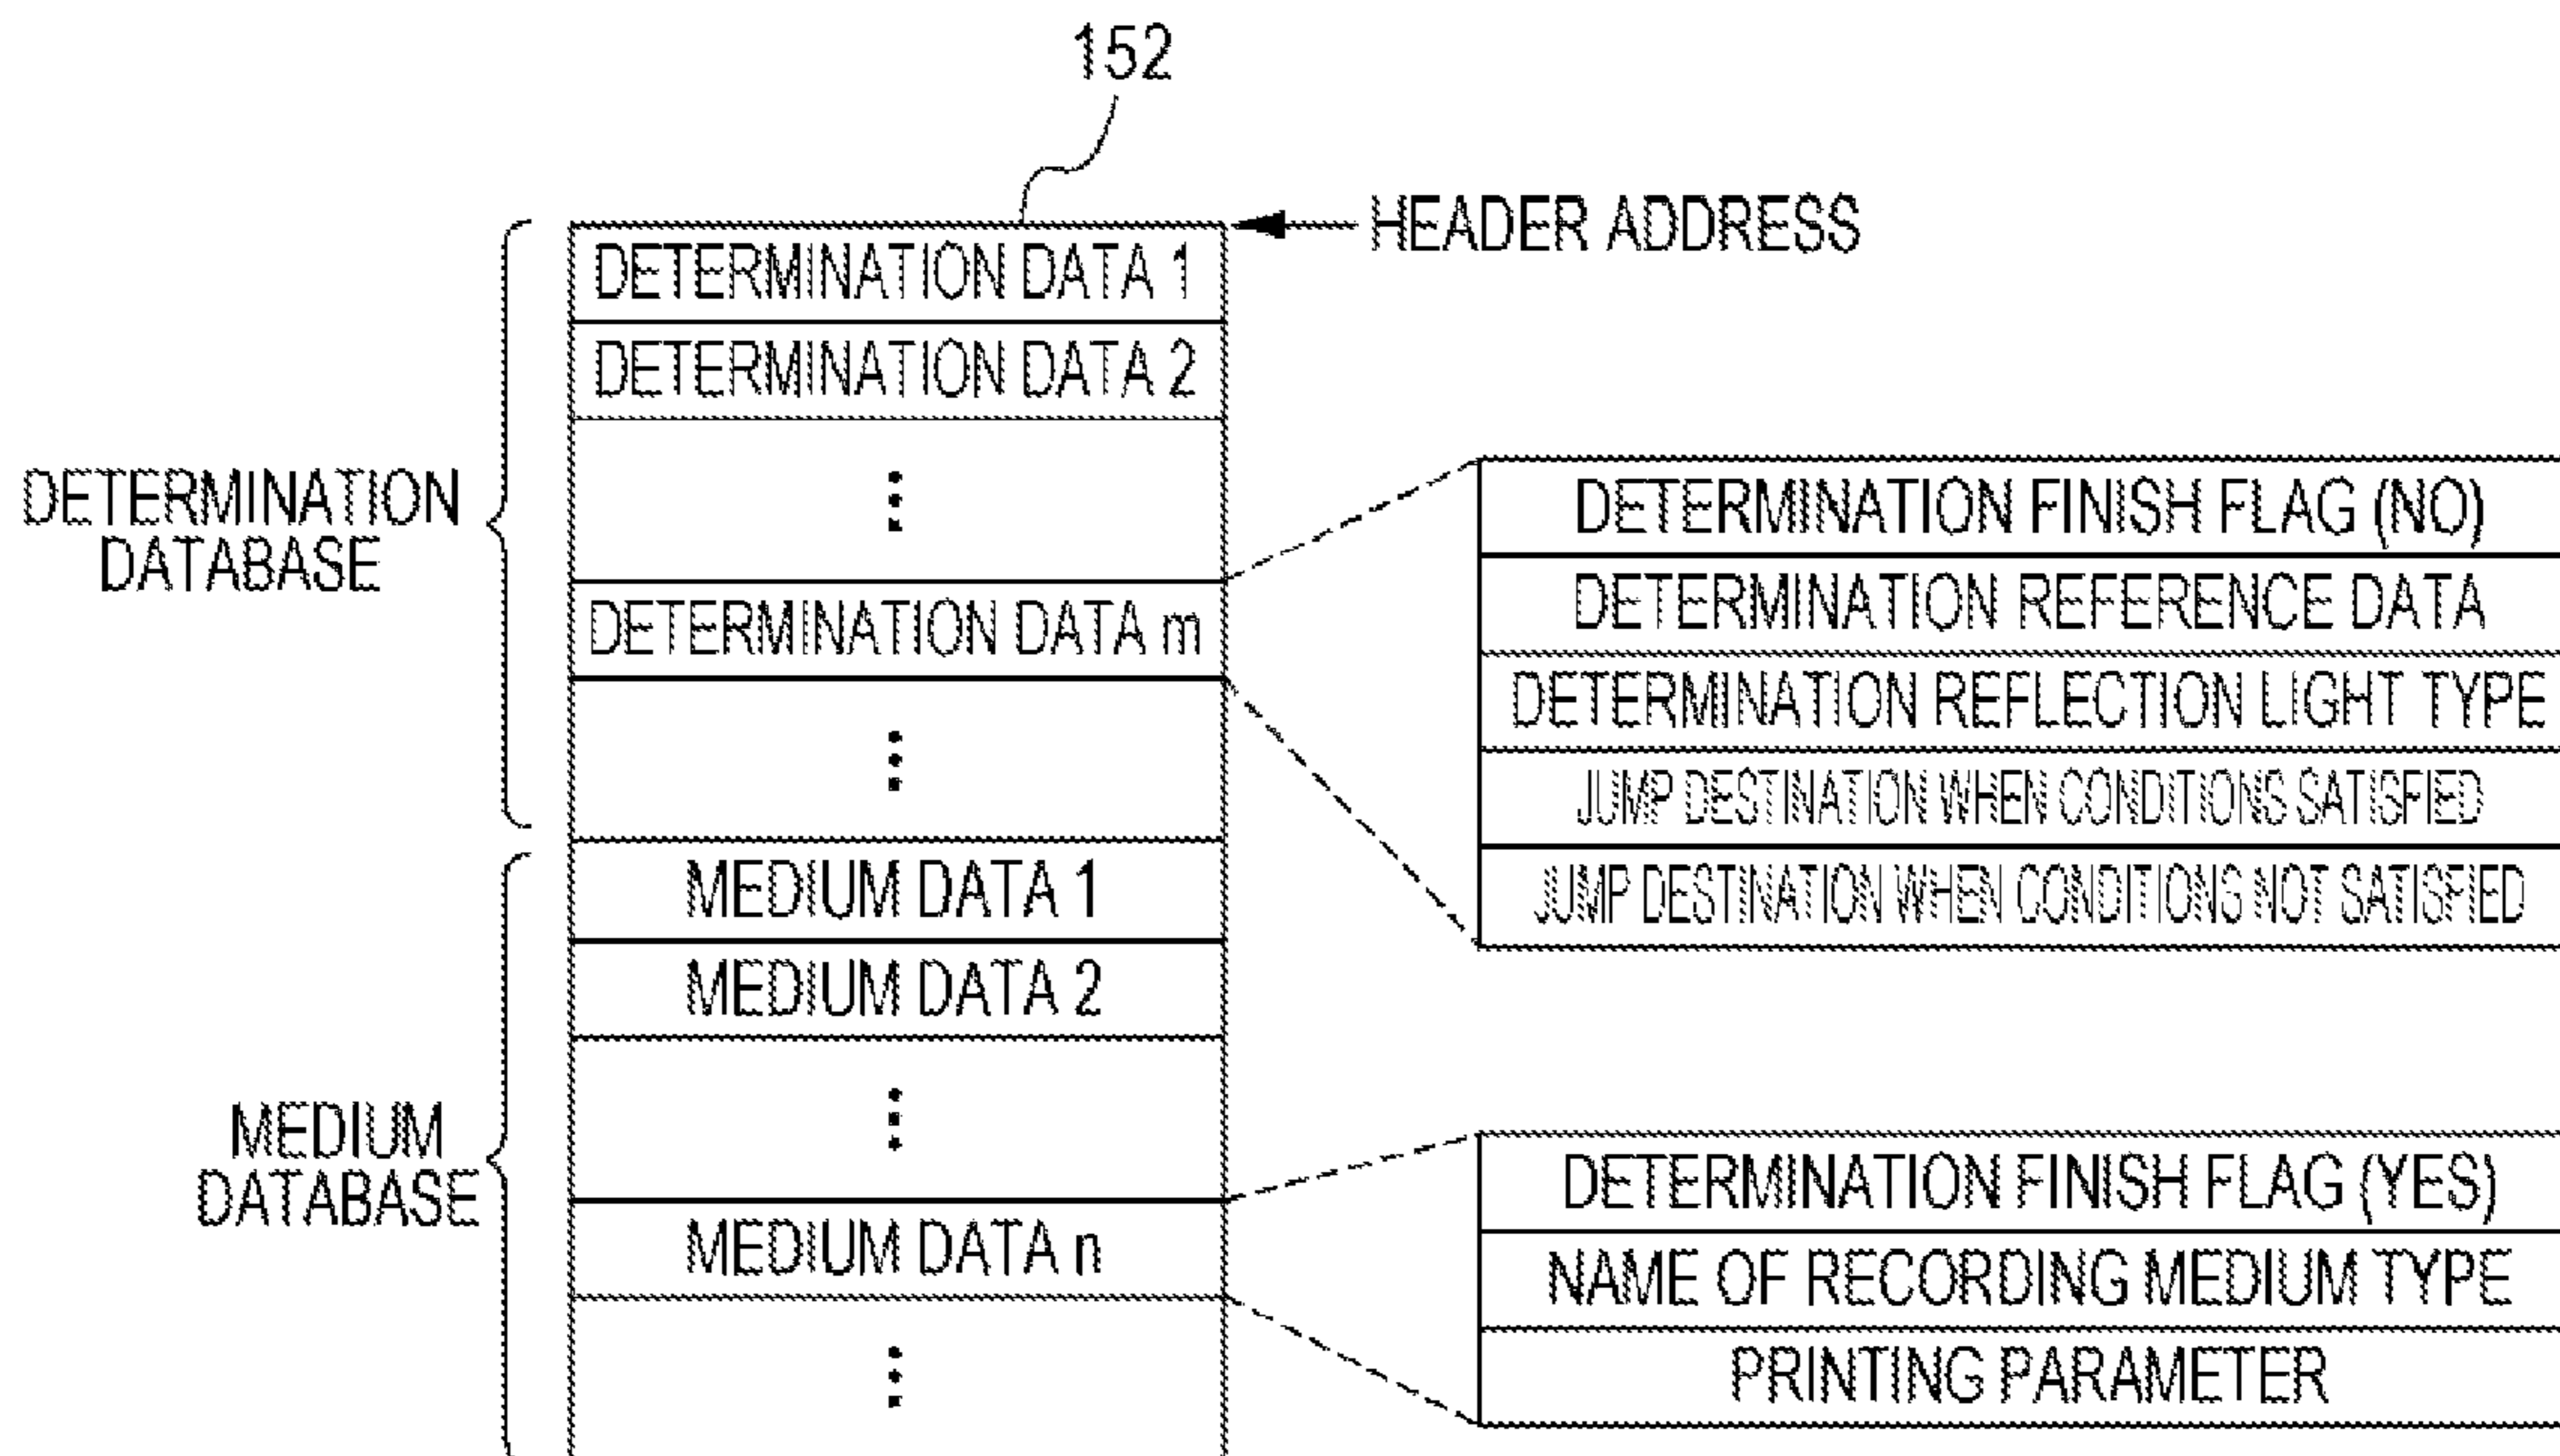 152
HEADER ADDRESS
DETERMINATION DATA 1
DETERMINATION DATA 2
⋮
DETERMINATION DATA m
⋮
DETERMINATION
DATABASE
DETERMINATION FINISH FLAG (NO)
DETERMINATION REFERENCE DATA
DETERMINATION REFLECTION LIGHT TYPE
JUMP DESTINATION WHEN CONDITIONS SATISFIED
JUMP DESTINATION WHEN CONDITIONS NOT SATISFIED
MEDIUM DATA 1
MEDIUM DATA 2
⋮
MEDIUM DATA n
⋮
MEDIUM
DATABASE
DETERMINATION FINISH FLAG (YES)
NAME OF RECORDING MEDIUM TYPE
PRINTING PARAMETER